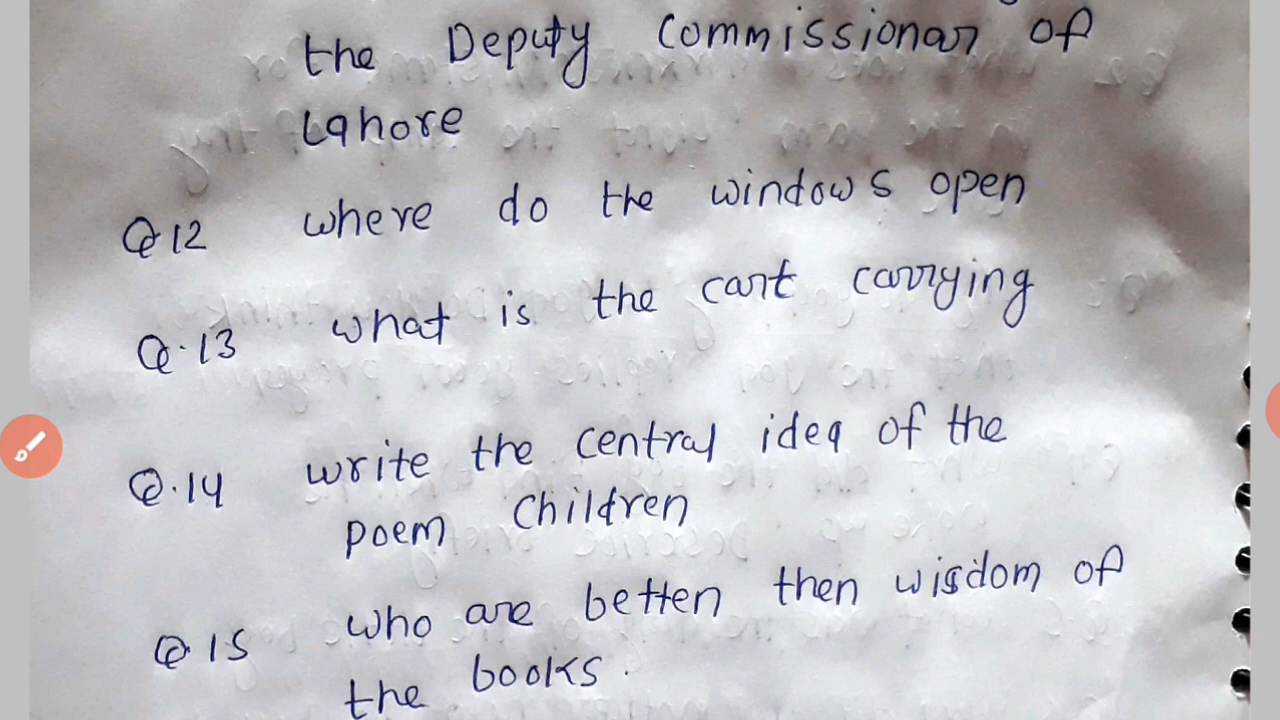 the Deputy Commissionar of
Lahore
Q12 where do the windows open
Q.13 what is the cart carrying
Q.14 write the central idea of the
poem children
Q15 who are betten then wisdom of
the books.